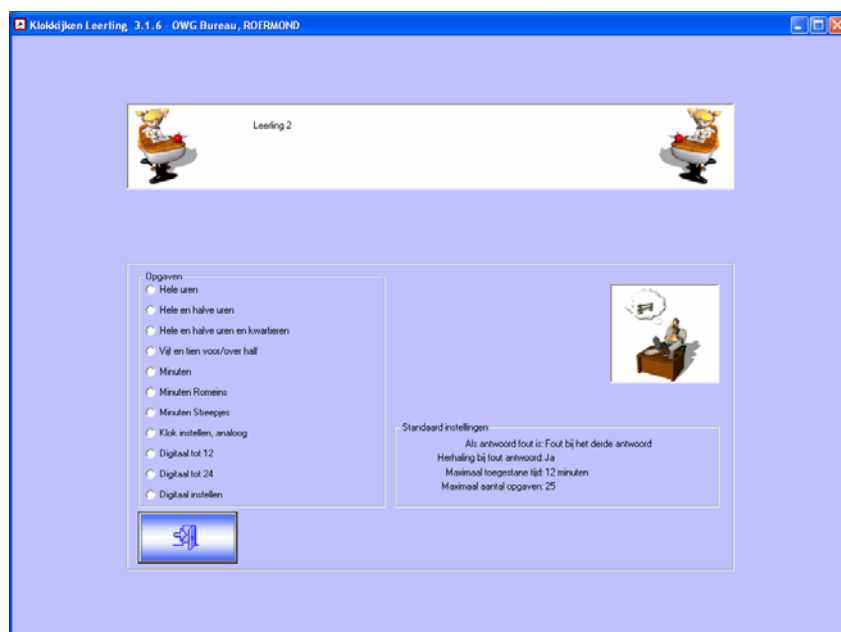 Klokkijken Leerling 3.1.6 - OWG Bureau, ROERMOND
Leerling 2
Opgaven
Hele uren
Hele en halve uren
Hele en halve uren en kwartieren
Vijf en tien voor/over half
Minuten
Minuten Romeins
Minuten Streepjes
Klok instellen, analoog
Digitaal tot 12
Digitaal tot 24
Digitaal instellen
Standaard instellingen
Als antwoord fout is: Fout bij het derde antwoord
Herhaling bij fout antwoord: Ja
Maximaal toegestane tijd: 12 minuten
Maximaal aantal opgaven: 25